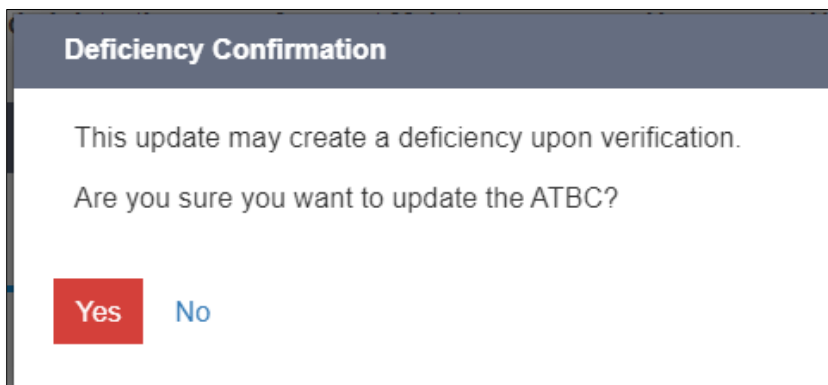 Deficiency Confirmation
This update may create a deficiency upon verification.
Are you sure you want to update the ATBC?
Yes No